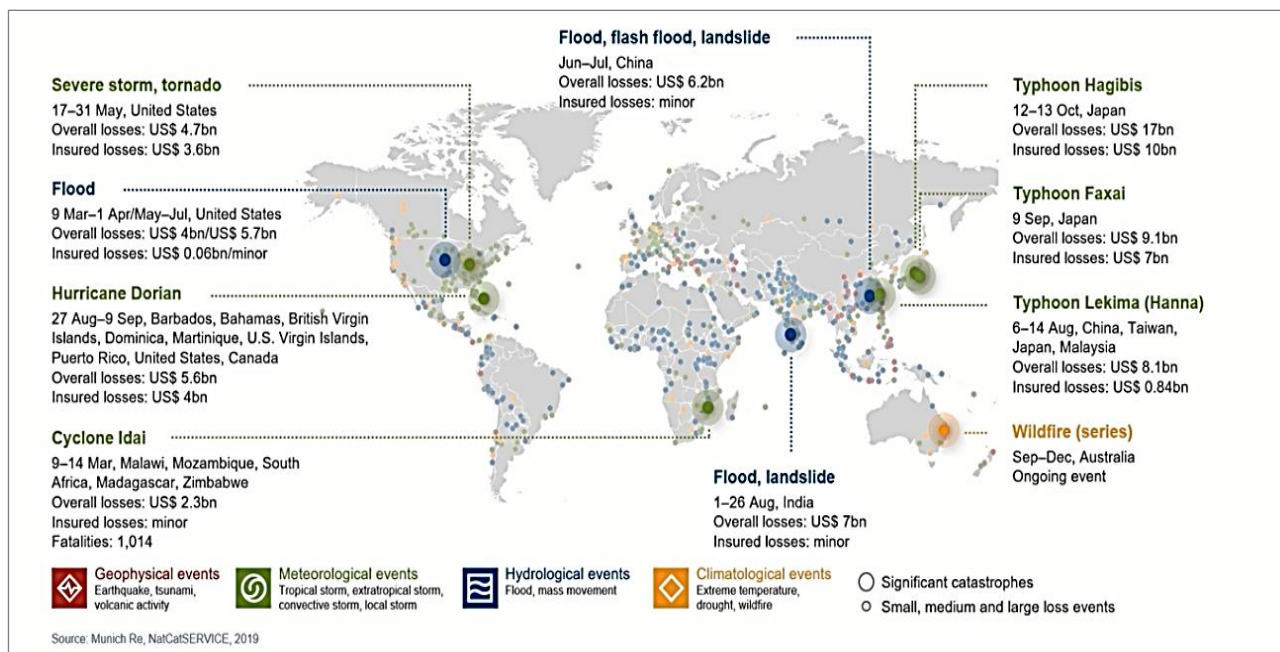 Flood, flash flood, landslide
Jun–Jul, China
Overall losses: US$ 6.2bn
Insured losses: minor
Severe storm, tornado
17–31 May, United States
Overall losses: US$ 4.7bn
Insured losses: US$ 3.6bn
Flood
9 Mar–1 Apr/May–Jul, United States
Overall losses: US$ 4bn/US$ 5.7bn
Insured losses: US$ 0.06bn/minor
Hurricane Dorian
27 Aug–9 Sep, Barbados, Bahamas, British Virgin
Islands, Dominica, Martinique, U.S. Virgin Islands,
Puerto Rico, United States, Canada
Overall losses: US$ 5.6bn
Insured losses: US$ 4bn
Cyclone Idai
9–14 Mar, Malawi, Mozambique, South
Africa, Madagascar, Zimbabwe
Overall losses: US$ 2.3bn
Insured losses: minor
Fatalities: 1,014
Typhoon Hagibis
12–13 Oct, Japan
Overall losses: US$ 17bn
Insured losses: US$ 10bn
Typhoon Faxai
9 Sep, Japan
Overall losses: US$ 9.1bn
Insured losses: US$ 7bn
Typhoon Lekima (Hanna)
6–14 Aug, China, Taiwan,
Japan, Malaysia
Overall losses: US$ 8.1bn
Insured losses: US$ 0.84bn
Wildfire (series)
Sep–Dec, Australia
Ongoing event
Flood, landslide
1–26 Aug, India
Overall losses: US$ 7bn
Insured losses: minor
Geophysical events
Earthquake, tsunami,
volcanic activity
Meteorological events
Tropical storm, extratropical storm,
convective storm, local storm
Hydrological events
Flood, mass movement
Climatological events
Extreme temperature,
drought, wildfire
Significant catastrophes
Small, medium and large loss events
Source: Munich Re, NatCatSERVICE, 2019